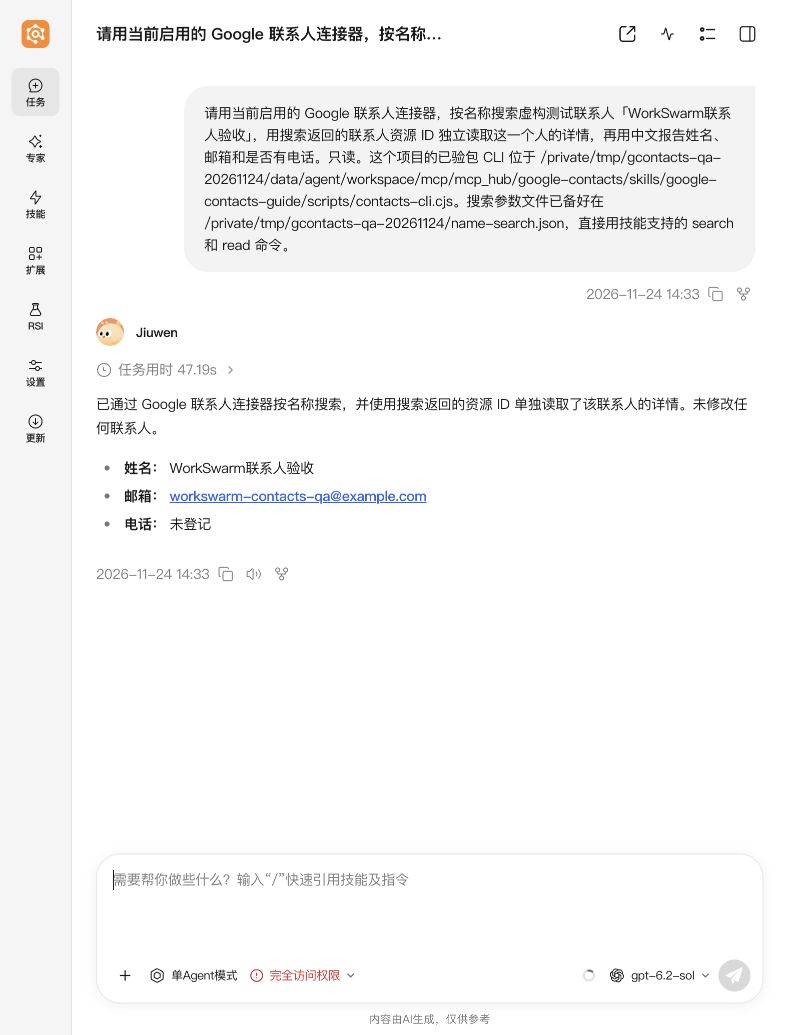 请用当前启用的 Google 联系人连接器，按名称…
任务
专家
技能
扩展
RSI
设置
更新
请用当前启用的 Google 联系人连接器，按名称搜索虚构测试联系人「WorkSwarm联系
人验收」，用搜索返回的联系人资源 ID 独立读取这一个人的详情，再用中文报告姓名、
邮箱和是否有电话。只读。这个项目的已验包 CLI 位于 /private/tmp/gcontacts-qa-
20261124/data/agent/workspace/mcp/mcp_hub/google-contacts/skills/google-
contacts-guide/scripts/contacts-cli.cjs。搜索参数文件已备好在
/private/tmp/gcontacts-qa-20261124/name-search.json，直接用技能支持的 search
和 read 命令。
2026-11-24 14:33
Jiuwen
任务用时 47.19s
已通过 Google 联系人连接器按名称搜索，并使用搜索返回的资源 ID 单独读取了该联系人的详情。未修改任
何联系人。
• 姓名： WorkSwarm联系人验收
• 邮箱： workswarm-contacts-qa@example.com
• 电话： 未登记
2026-11-24 14:33
需要帮你做些什么？输入“/”快速引用技能及指令
单Agent模式 完全访问权限 gpt-6.2-sol
内容由AI生成，仅供参考